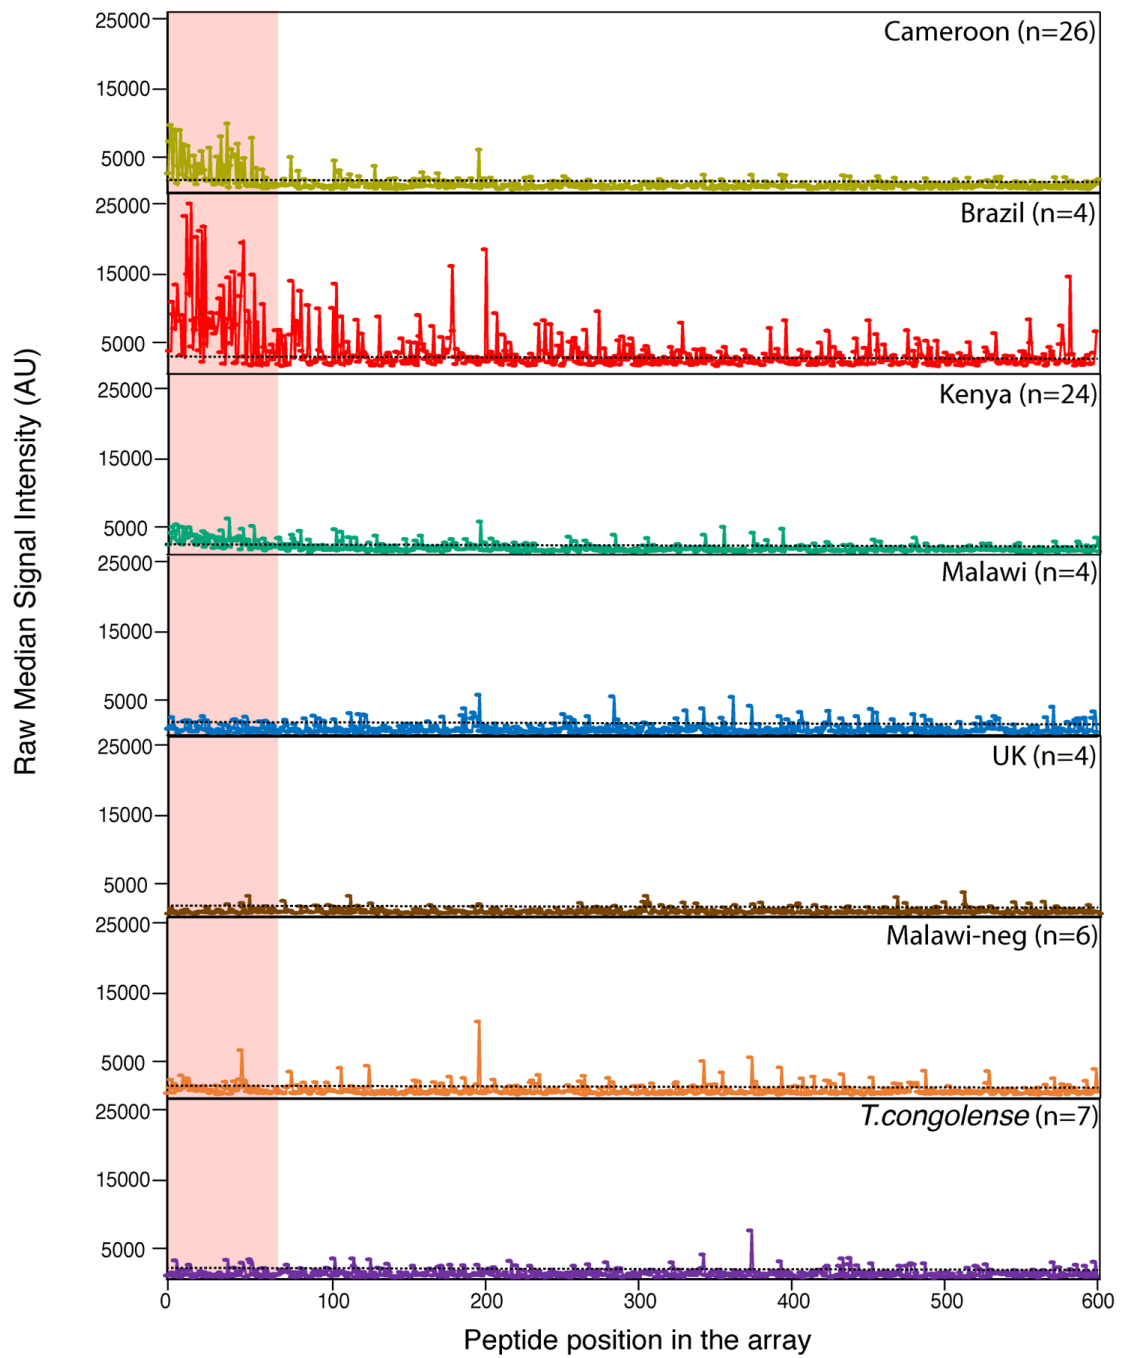 Raw Median Signal Intensity (AU)
25000
15000
5000
Cameroon (n=26)
25000
15000
5000
Brazil (n=4)
25000
15000
5000
Kenya (n=24)
25000
15000
5000
Malawi (n=4)
25000
15000
5000
UK (n=4)
25000
15000
5000
Malawi-neg (n=6)
25000
15000
5000
T.congolense (n=7)
0 100 200 300 400 500 600
Peptide position in the array